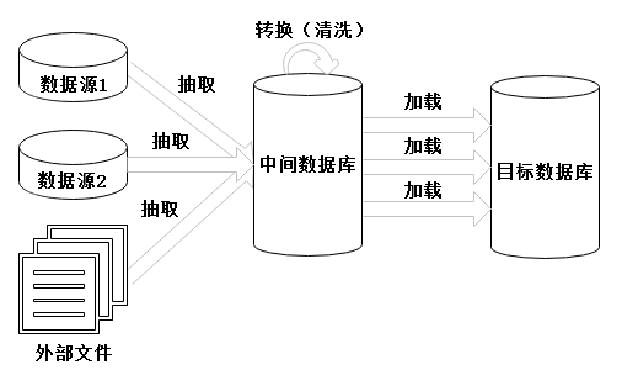 转换（清洗）
数据源1
抽取
加载
抽取
加载
中间数据库
目标数据库
数据源2
加载
抽取
外部文件